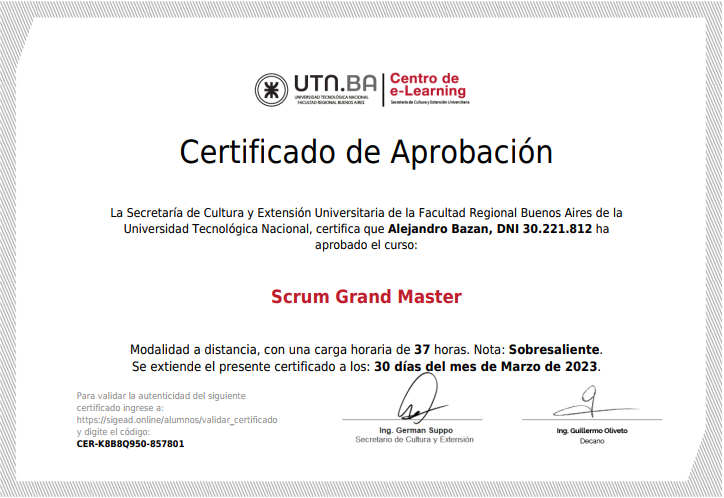 UTN.BA
UNIVERSIDAD TECNOLÓGICA NACIONAL
FACULTAD REGIONAL BUENOS AIRES
Centro de
e-Learning
Secretaría de Cultura y Extensión Universitaria
Certificado de Aprobación
La Secretaría de Cultura y Extensión Universitaria de la Facultad Regional Buenos Aires de la
Universidad Tecnológica Nacional, certifica que Alejandro Bazan, DNI 30.221.812 ha
aprobado el curso:
Scrum Grand Master
Modalidad a distancia, con una carga horaria de 37 horas. Nota: Sobresaliente.
Se extiende el presente certificado a los: 30 días del mes de Marzo de 2023.
Para validar la autenticidad del siguiente
certificado ingrese a:
https://sigead.online/alumnos/validar_certificado
y digite el código:
CER-K8B8Q950-857801
Ing. German Suppo
Secretario de Cultura y Extensión
Ing. Guillermo Oliveto
Decano